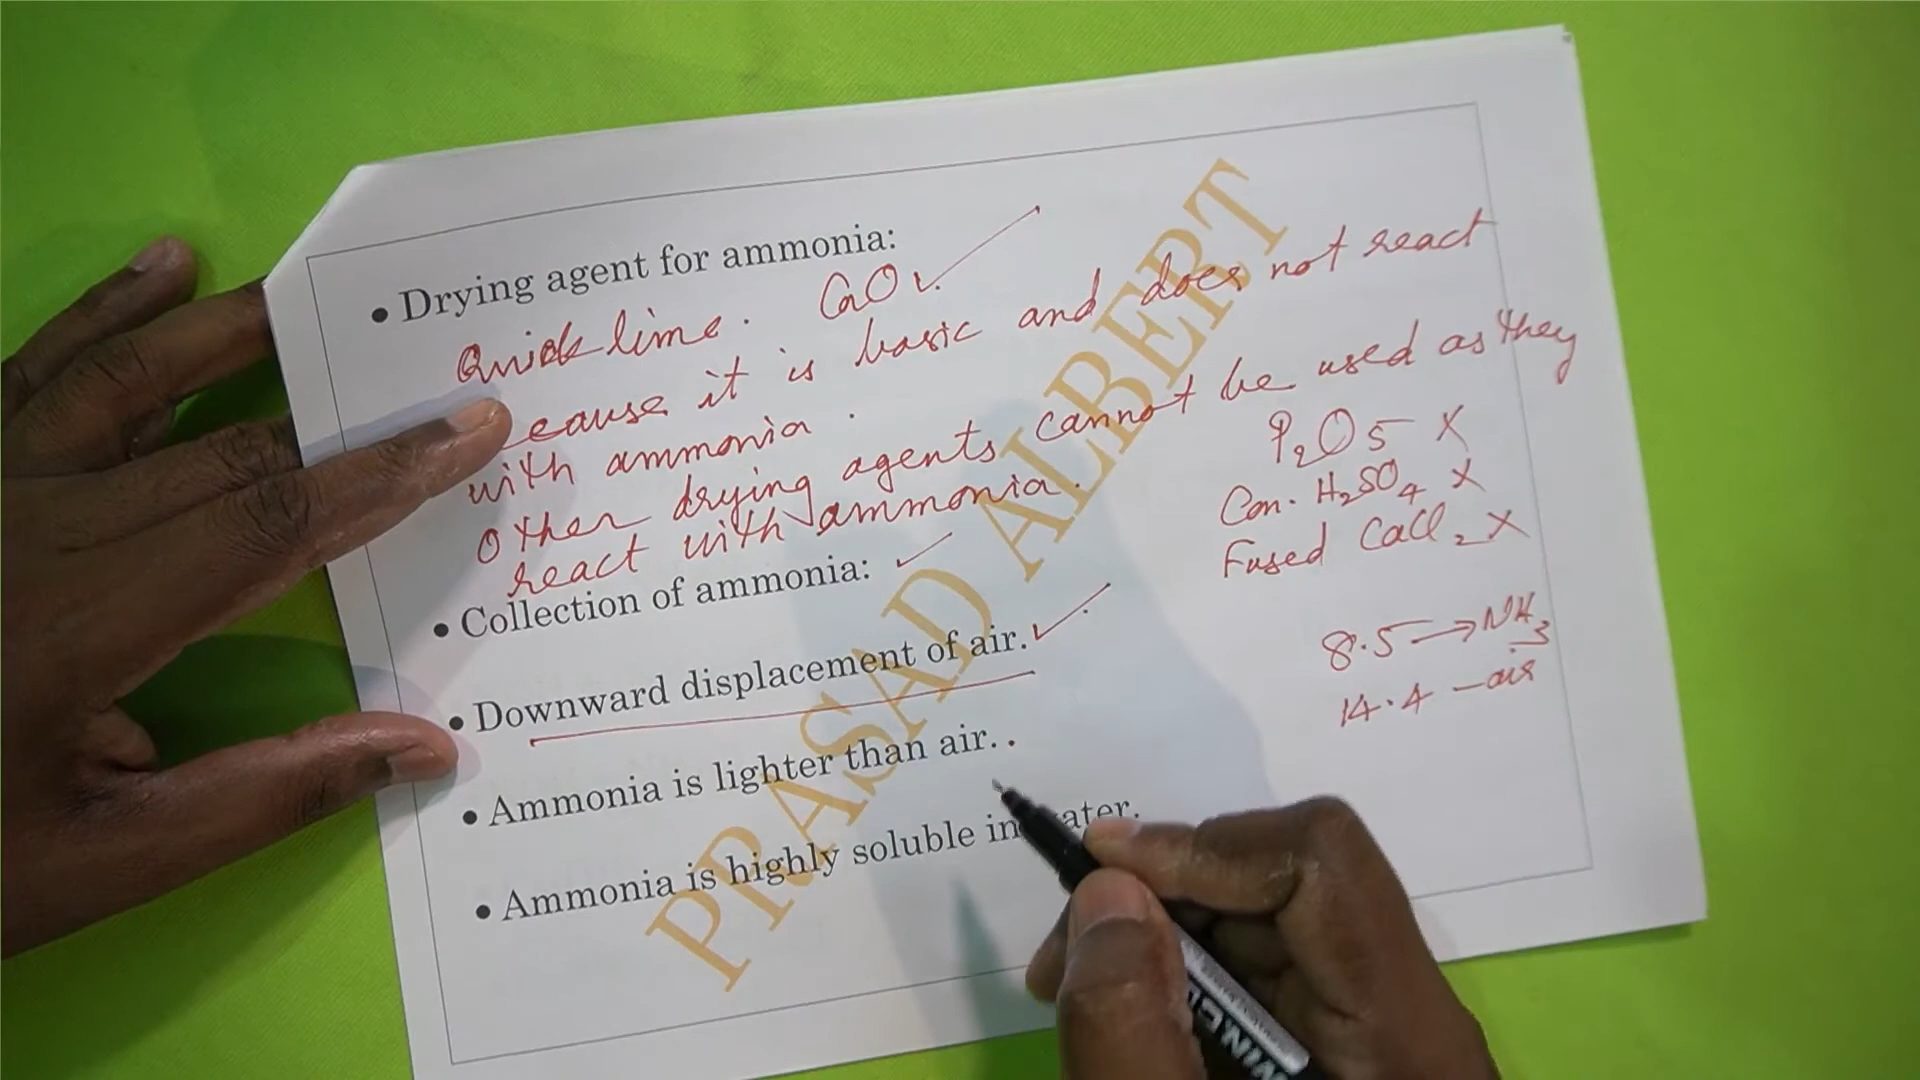 • Drying agent for ammonia:
Quick lime. CaO
because it is basic and does not react
with ammonia.
Other drying agents cannot be used as they
react with ammonia.
P2O5 X
Con. H2SO4 X
Fused CaCl2 X
• Collection of ammonia:
• Downward displacement of air.
8.5 → NH3
14.4 – air
• Ammonia is lighter than air..
• Ammonia is highly soluble in water.
PRASAD ALBERT